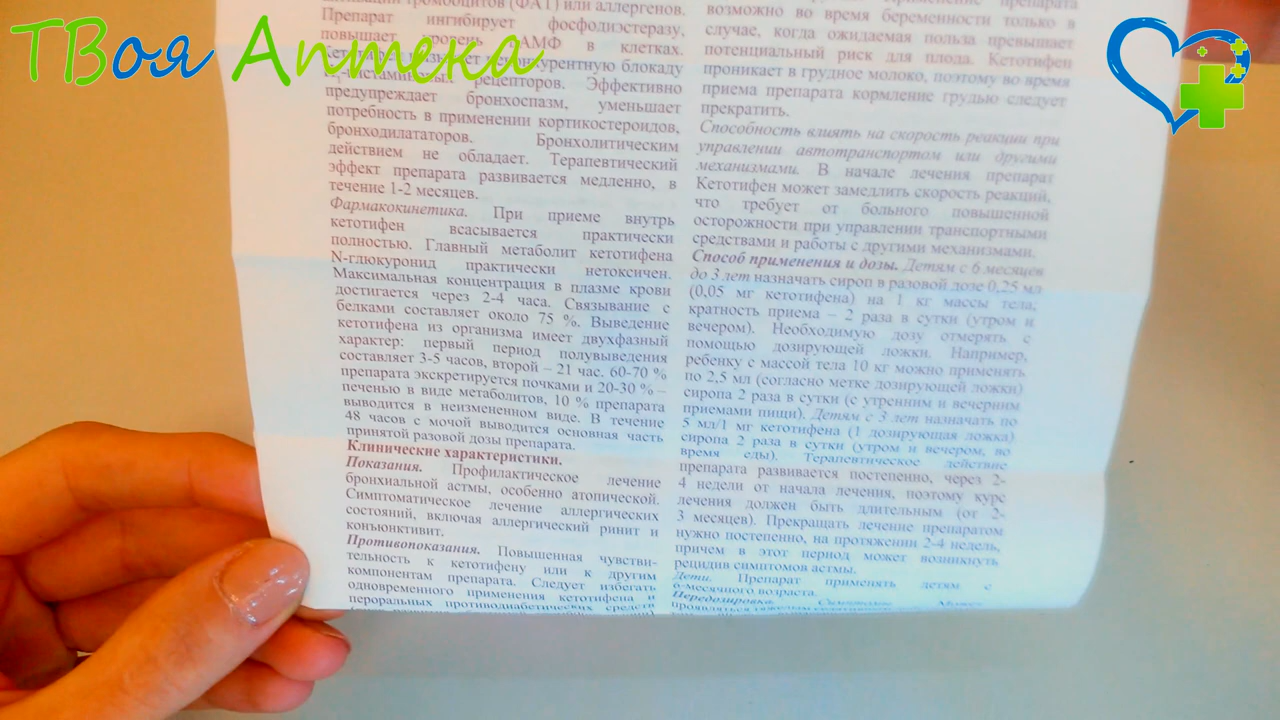 ТВоя Аптека
тромбоцитов (ФАТ) или аллергенов.
Препарат ингибирует фосфодиэстеразу,
повышает уровень АМФ в клетках.
неконкурентную блокаду
рецепторов. Эффективно
предупреждает бронхоспазм, уменьшает
потребность в применении кортикостероидов,
бронходилататоров. Бронхолитическим
действием не обладает. Терапевтический
эффект препарата развивается медленно, в
течение 1-2 месяцев.
Фармакокинетика. При приеме внутрь
кетотифен всасывается практически
полностью. Главный метаболит кетотифена
N-глюкуронид практически нетоксичен.
Максимальная концентрация в плазме крови
достигается через 2-4 часа. Связывание с
белками составляет около 75 %. Выведение
кетотифена из организма имеет двухфазный
характер: первый период полувыведения
составляет 3-5 часов, второй – 21 час. 60-70 %
препарата экскретируется почками и 20-30 % –
печенью в виде метаболитов, 10 % препарата
выводится в неизмененном виде. В течение
48 часов с мочой выводится основная часть
принятой разовой дозы препарата.
Клинические характеристики.
Показания. Профилактическое лечение
бронхиальной астмы, особенно атопической.
Симптоматическое лечение аллергических
состояний, включая аллергический ринит и
конъюнктивит.
Противопоказания. Повышенная чувстви-
тельность к кетотифену или к другим
компонентам препарата. Следует избегать
одновременного применения кетотифена и
пероральных противодиабетических средств
препарата
возможно во время беременности только в
случае, когда ожидаемая польза превышает
потенциальный риск для плода. Кетотифен
проникает в грудное молоко, поэтому во время
приема препарата кормление грудью следует
прекратить.
Способность влиять на скорость реакции при
управлении автотранспортом или другими
механизмами. В начале лечения препарат
Кетотифен может замедлить скорость реакций,
что требует от больного повышенной
осторожности при управлении транспортными
средствами и работы с другими механизмами.
Способ применения и дозы. Детям с 6 месяцев
до 3 лет назначать сироп в разовой дозе 0,25 мл
(0,05 мг кетотифена) на 1 кг массы тела,
кратность приема – 2 раза в сутки (утром и
вечером). Необходимую дозу отмерять с
помощью дозирующей ложки. Например,
ребенку с массой тела 10 кг можно применять
по 2,5 мл (согласно метке дозирующей ложки)
сиропа 2 раза в сутки (с утренним и вечерним
приемами пищи). Детям с 3 лет назначать по
5 мл/1 мг кетотифена (1 дозирующая ложка)
сиропа 2 раза в сутки (утром и вечером, во
время еды). Терапевтическое действие
препарата развивается постепенно, через 2-
4 недели от начала лечения, поэтому курс
лечения должен быть длительным (от 2-
3 месяцев). Прекращать лечение препаратом
нужно постепенно, на протяжении 2-4 недель,
причем в этот период может возникнуть
рецидив симптомов астмы.
Дети. Препарат применять детям с
6-месячного возраста.
Передозировка. Симптомы. Может